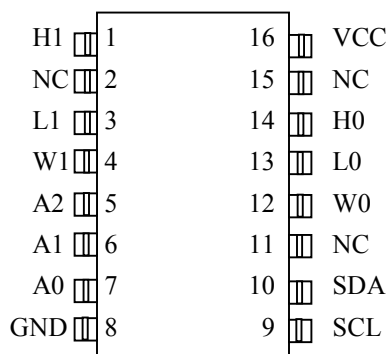 H1 1 16 VCC
NC 2 15 NC
L1 3 14 H0
W1 4 13 L0
A2 5 12 W0
A1 6 11 NC
A0 7 10 SDA
GND 8 9 SCL